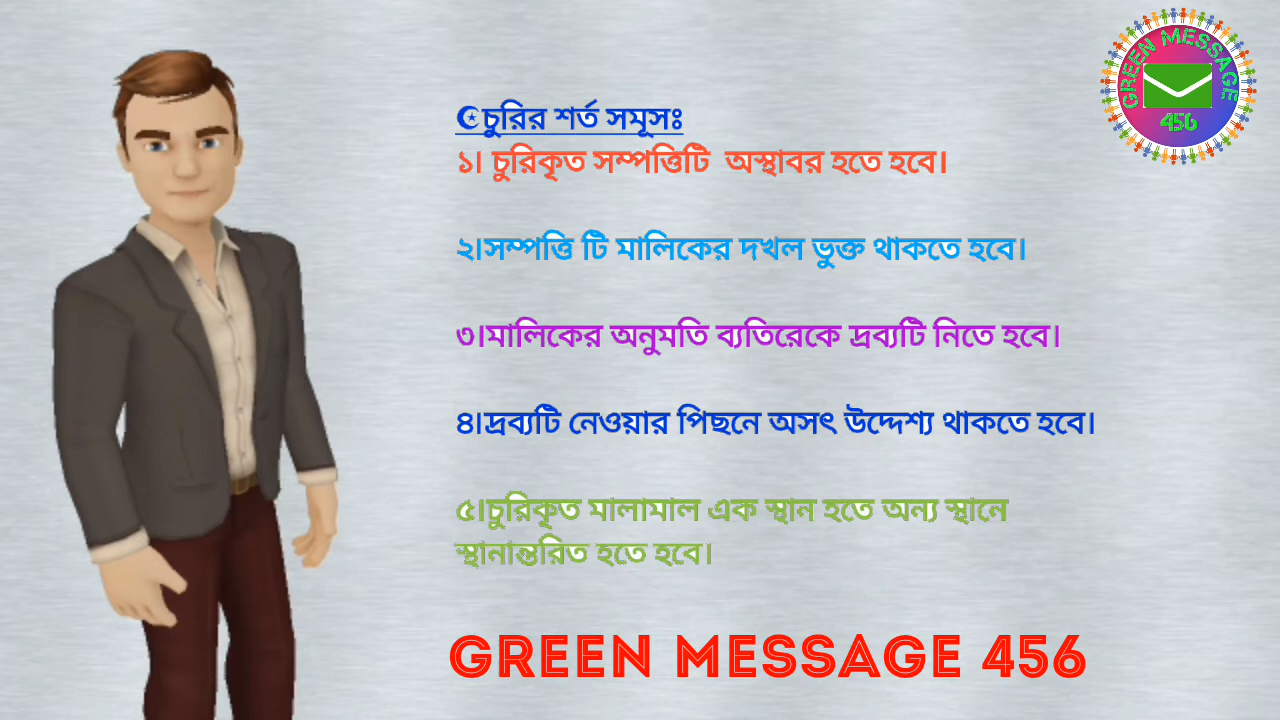 GREEN MESSAGE
456
☪চুরির শর্ত সমূসঃ
১। চুরিকৃত সম্পত্তিটি  অস্থাবর হতে হবে।
২।সম্পত্তি টি মালিকের দখল ভুক্ত থাকতে হবে।
৩।মালিকের অনুমতি ব্যতিরেকে দ্রব্যটি নিতে হবে।
৪।দ্রব্যটি নেওয়ার পিছনে অসৎ উদ্দেশ্য থাকতে হবে।
৫।চুরিকৃত মালামাল এক স্থান হতে অন্য স্থানে
স্থানান্তরিত হতে হবে।
GREEN MESSAGE 456